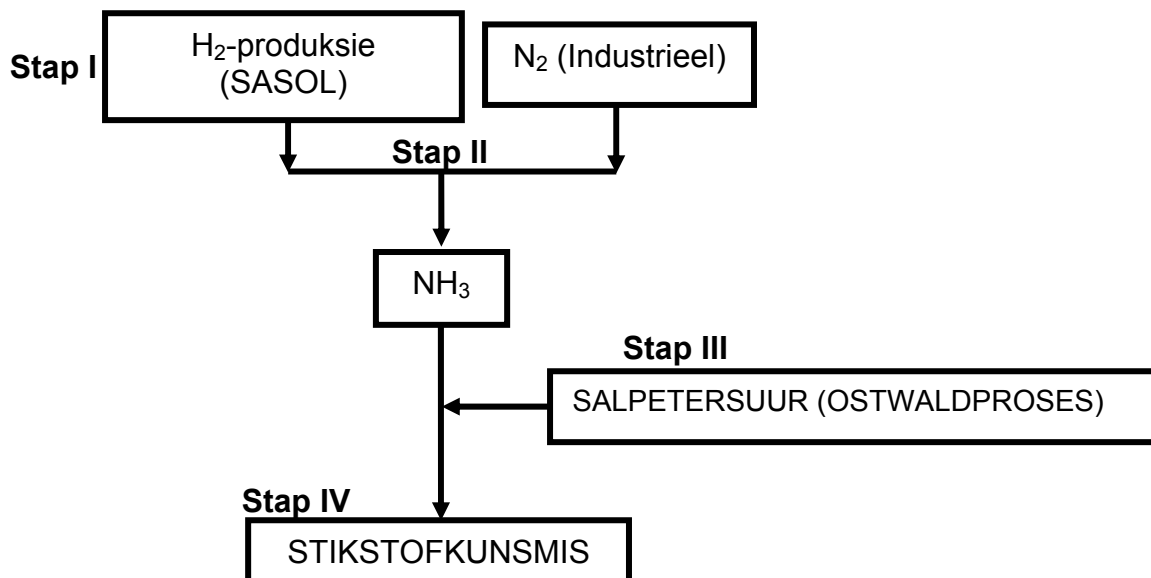 Stap I
H₂-produksie
(SASOL)
N₂ (Industrieel)
Stap II
NH₃
Stap III
SALPETERSUUR (OSTWALDPROSES)
Stap IV
STIKSTOFKUNSMIS